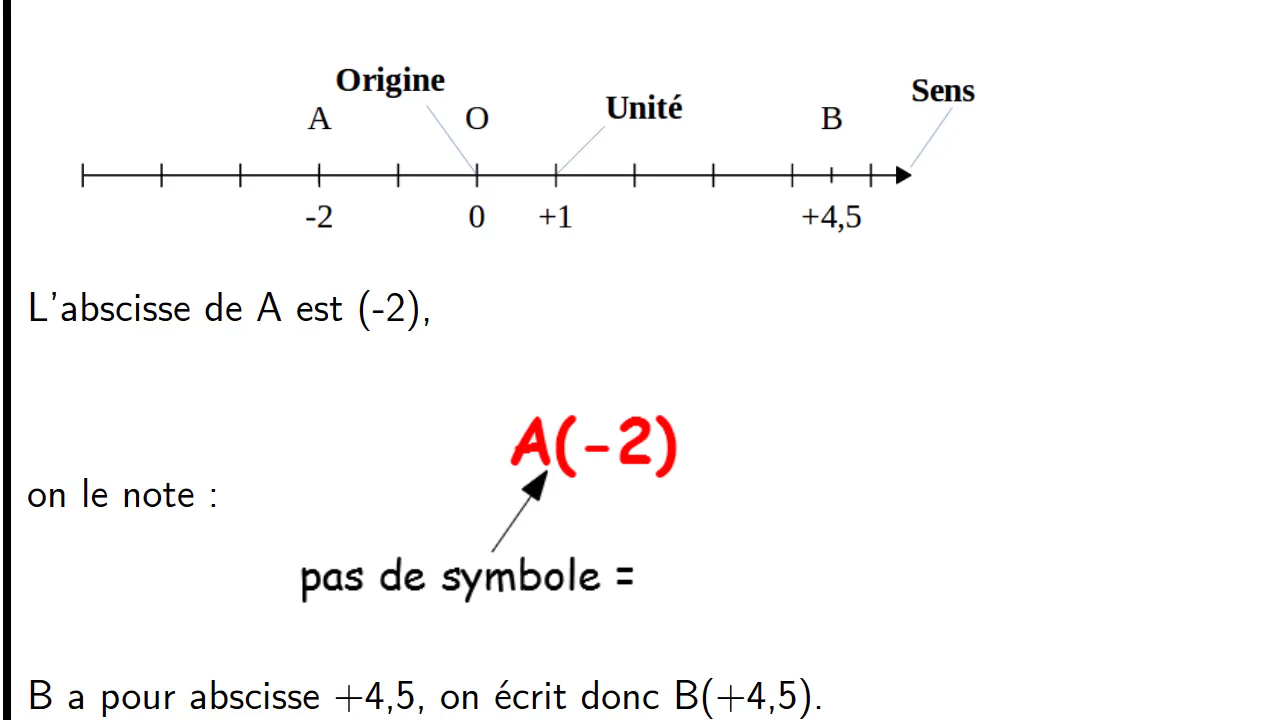 Origine
Unité
Sens
A O B
-2 0 +1 +4,5
L'abscisse de A est (-2),
A(-2)
on le note :
pas de symbole =
B a pour abscisse +4,5, on écrit donc B(+4,5).